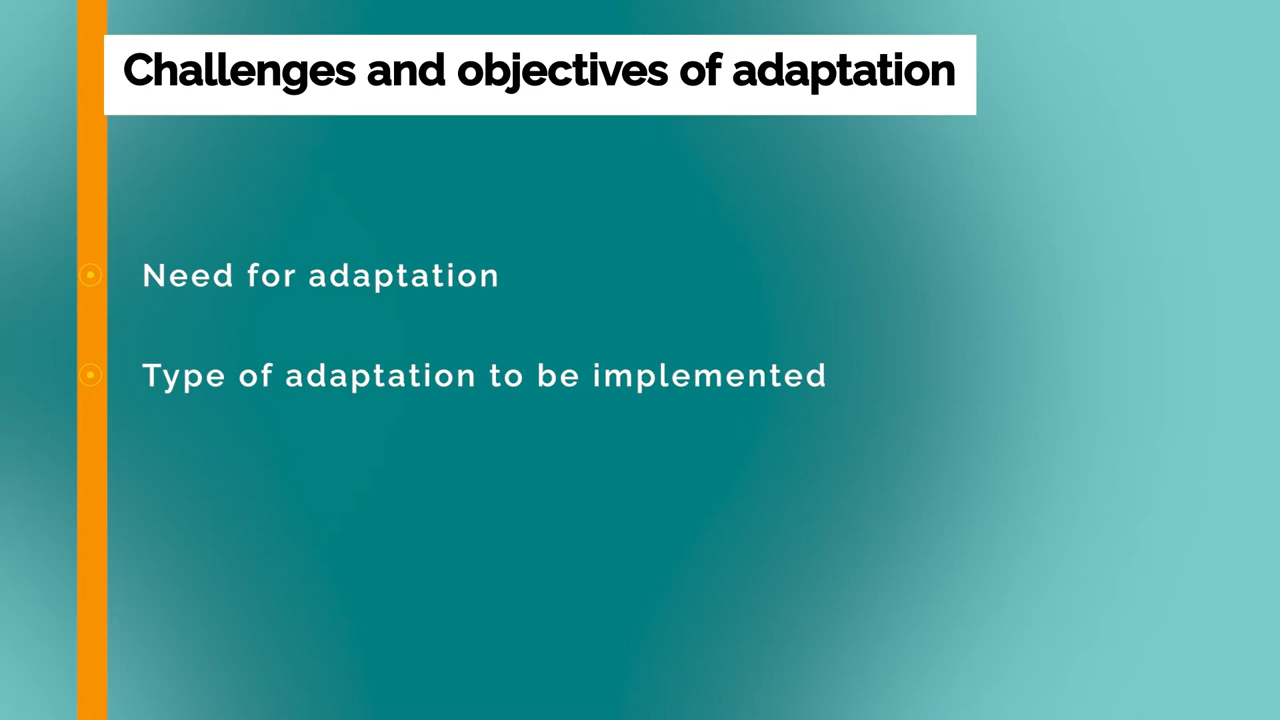 Challenges and objectives of adaptation
Need for adaptation
Type of adaptation to be implemented